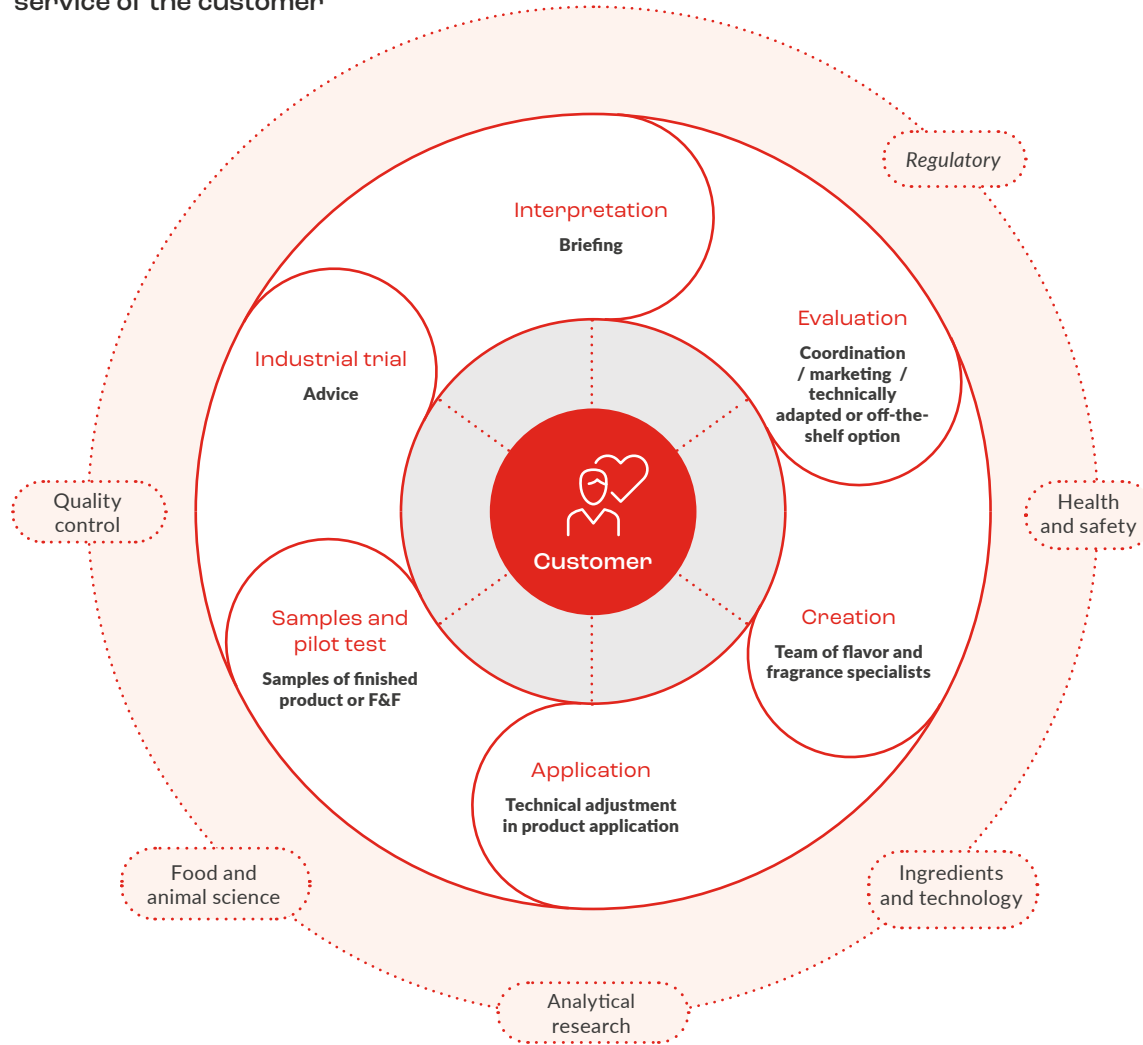 service of the customer
Regulatory
Interpretation
Briefing
Evaluation
Coordination
/ marketing /
technically
adapted or off-the-
shelf option
Industrial trial
Advice
Quality
control
Health
and safety
Customer
Samples and
pilot test
Samples of finished
product or F&F
Creation
Team of flavor and
fragrance specialists
Application
Technical adjustment
in product application
Food and
animal science
Ingredients
and technology
Analytical
research